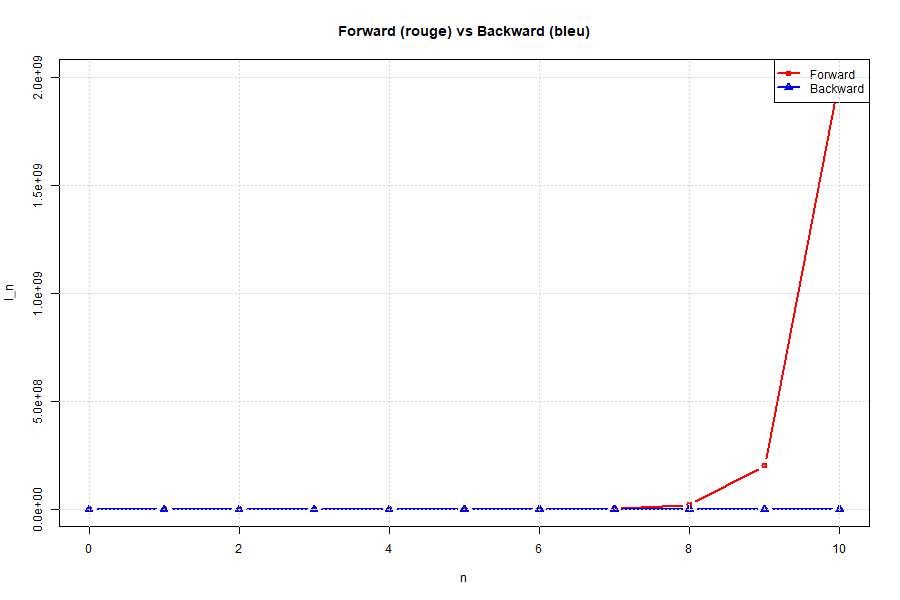 Forward (rouge) vs Backward (bleu)
Forward
Backward
2.0e+09
1.5e+09
1.0e+09
5.0e+08
0.0e+00
I_n
0 2 4 6 8 10
n